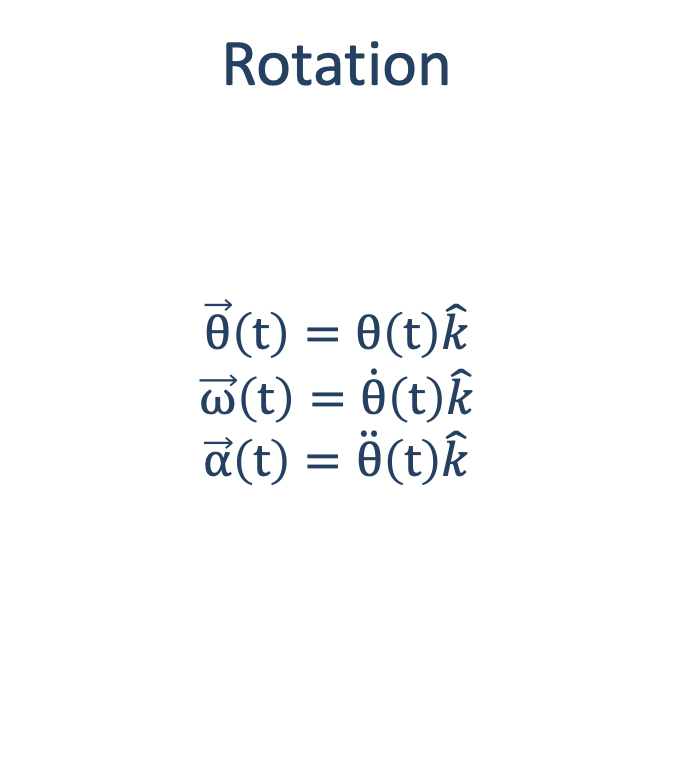 Rotation
θ⃗(t) = θ(t)k̂
ω⃗(t) = θ̇(t)k̂
α⃗(t) = θ̈(t)k̂